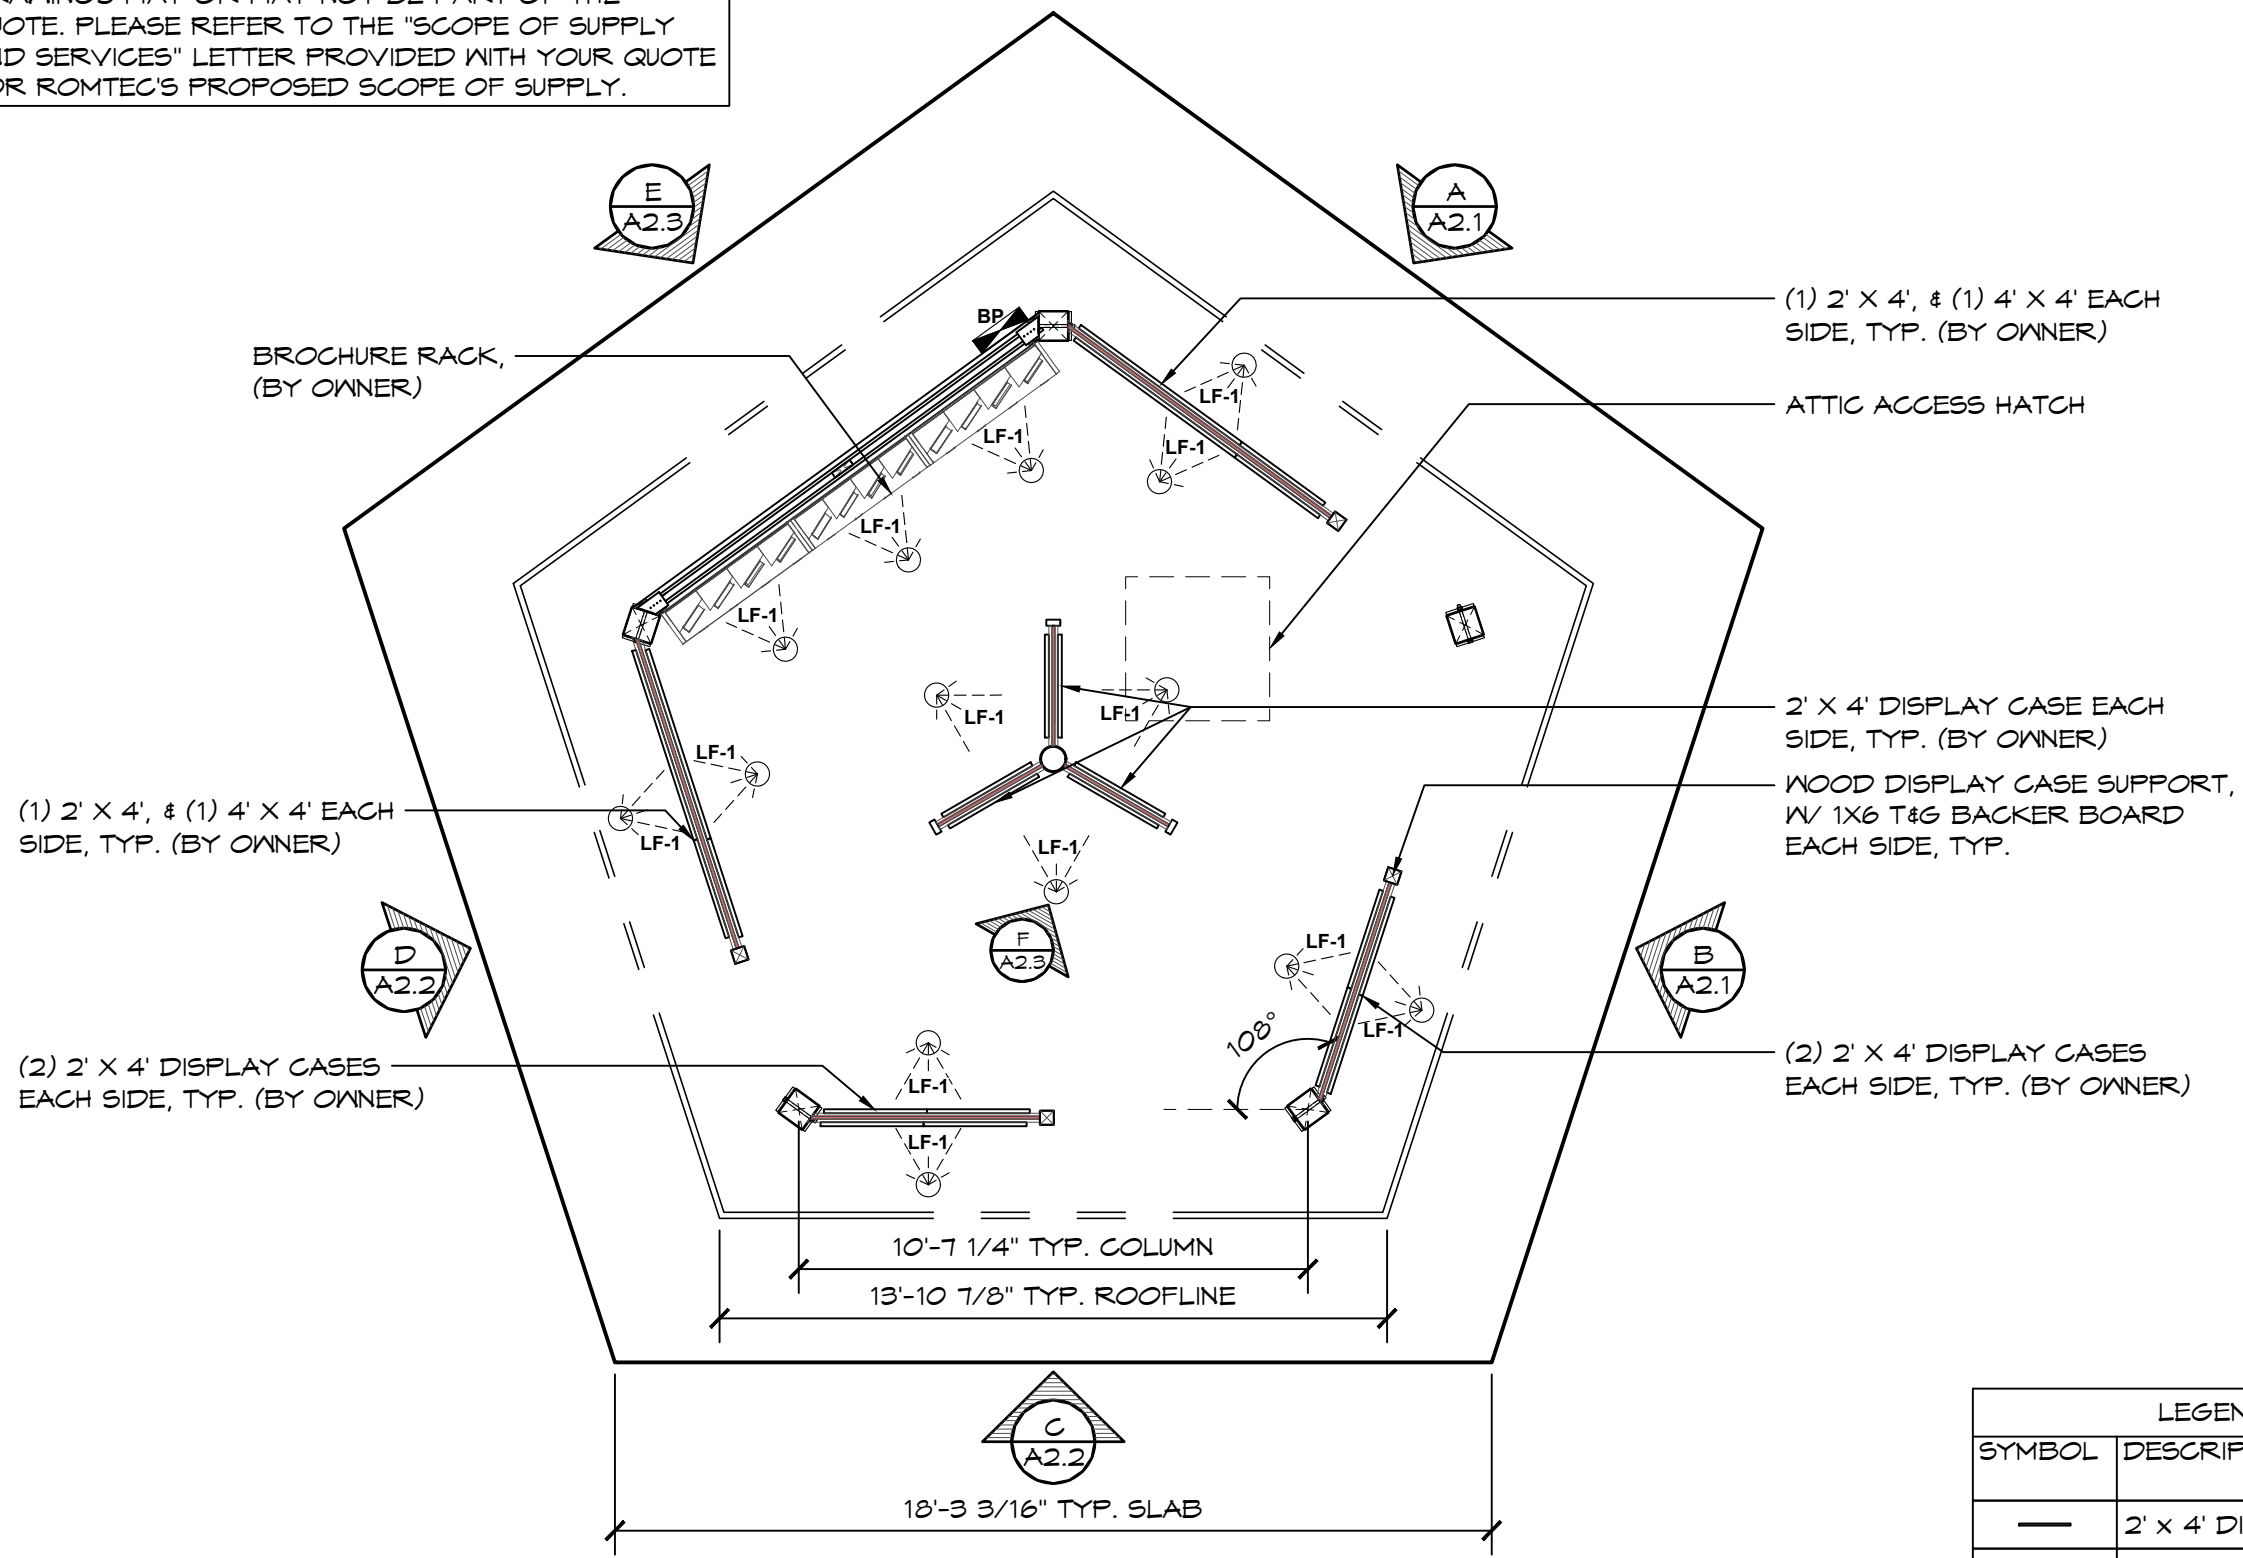 QUOTE. PLEASE REFER TO THE "SCOPE OF SUPPLY
SERVICES" LETTER PROVIDED WITH YOUR QUOTE
ROMTEC'S PROPOSED SCOPE OF SUPPLY.
E
A2.3
A
A2.1
(1) 2' X 4', & (1) 4' X 4' EACH
SIDE, TYP. (BY OWNER)
BP
BROCHURE RACK,
(BY OWNER)
LF-1
LF-1
LF-1
ATTIC ACCESS HATCH
LF-1
LF-1
LF-1
LF-1
2' X 4' DISPLAY CASE EACH
SIDE, TYP. (BY OWNER)
LF-1
WOOD DISPLAY CASE SUPPORT,
W/ 1X6 T&G BACKER BOARD
EACH SIDE, TYP.
(1) 2' X 4', & (1) 4' X 4' EACH
SIDE, TYP. (BY OWNER)
LF-1
LF-1
D
A2.2
F
A2.3
LF-1
B
A2.1
LF-1
108°
(2) 2' X 4' DISPLAY CASES
EACH SIDE, TYP. (BY OWNER)
LF-1
(2) 2' X 4' DISPLAY CASES
EACH SIDE, TYP. (BY OWNER)
LF-1
10'-7 1/4" TYP. COLUMN
13'-10 7/8" TYP. ROOFLINE
C
A2.2
18'-3 3/16" TYP. SLAB
SYMBOL
2' X 4'